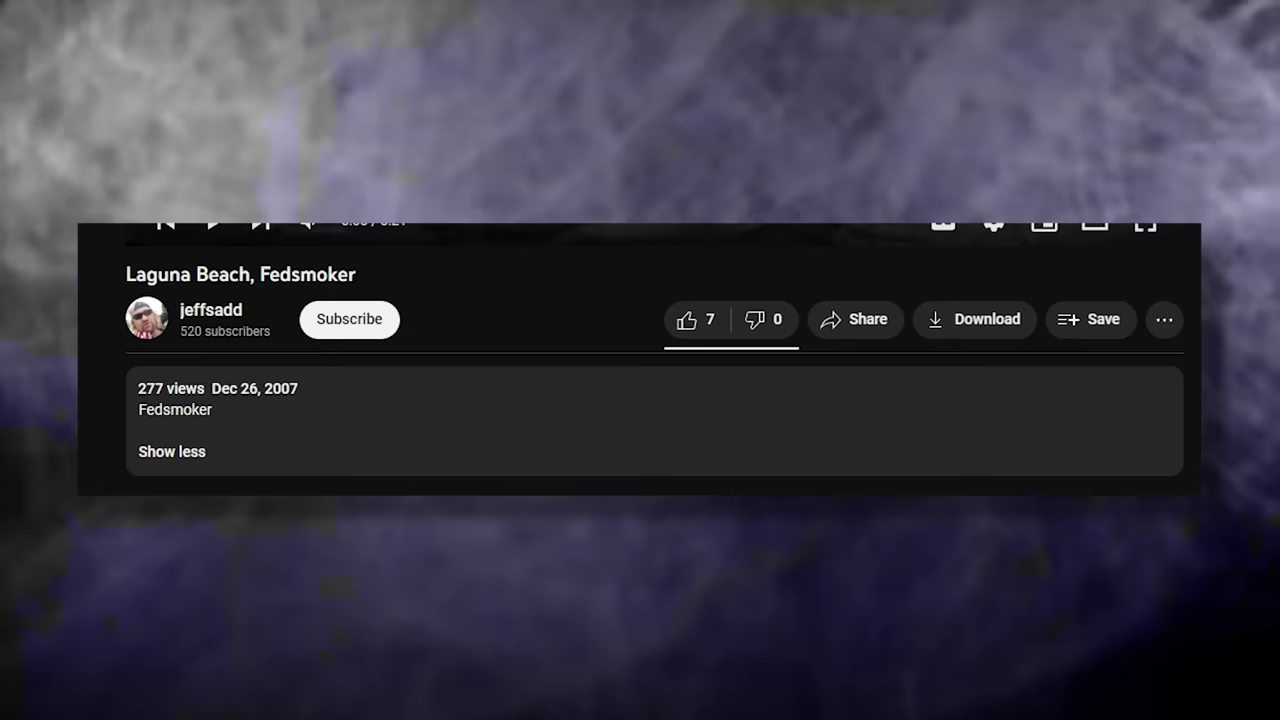 Laguna Beach, Fedsmoker
jeffsadd
520 subscribers
Subscribe
7
0
Share
Download
Save
277 views Dec 26, 2007
Fedsmoker
Show less